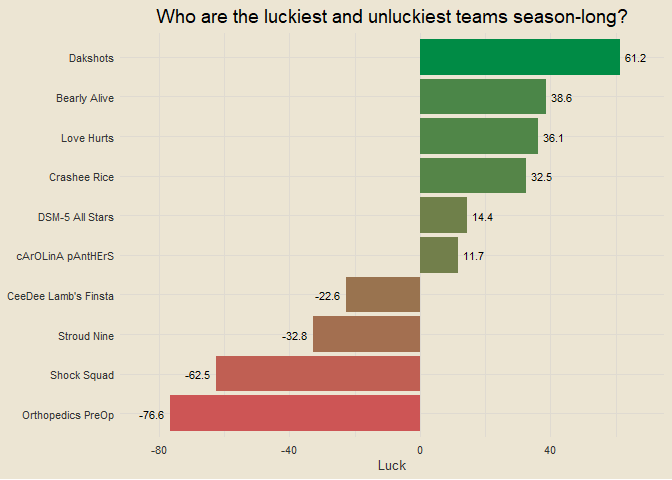 Who are the luckiest and unluckiest teams season-long?
Dakshots 61.2
Bearly Alive 38.6
Love Hurts 36.1
Crashee Rice 32.5
DSM-5 All Stars 14.4
cArOLinA pAntHErS 11.7
CeeDee Lamb's Finsta -22.6
Stroud Nine -32.8
Shock Squad -62.5
Orthopedics PreOp -76.6
-80 -40 0 40
Luck